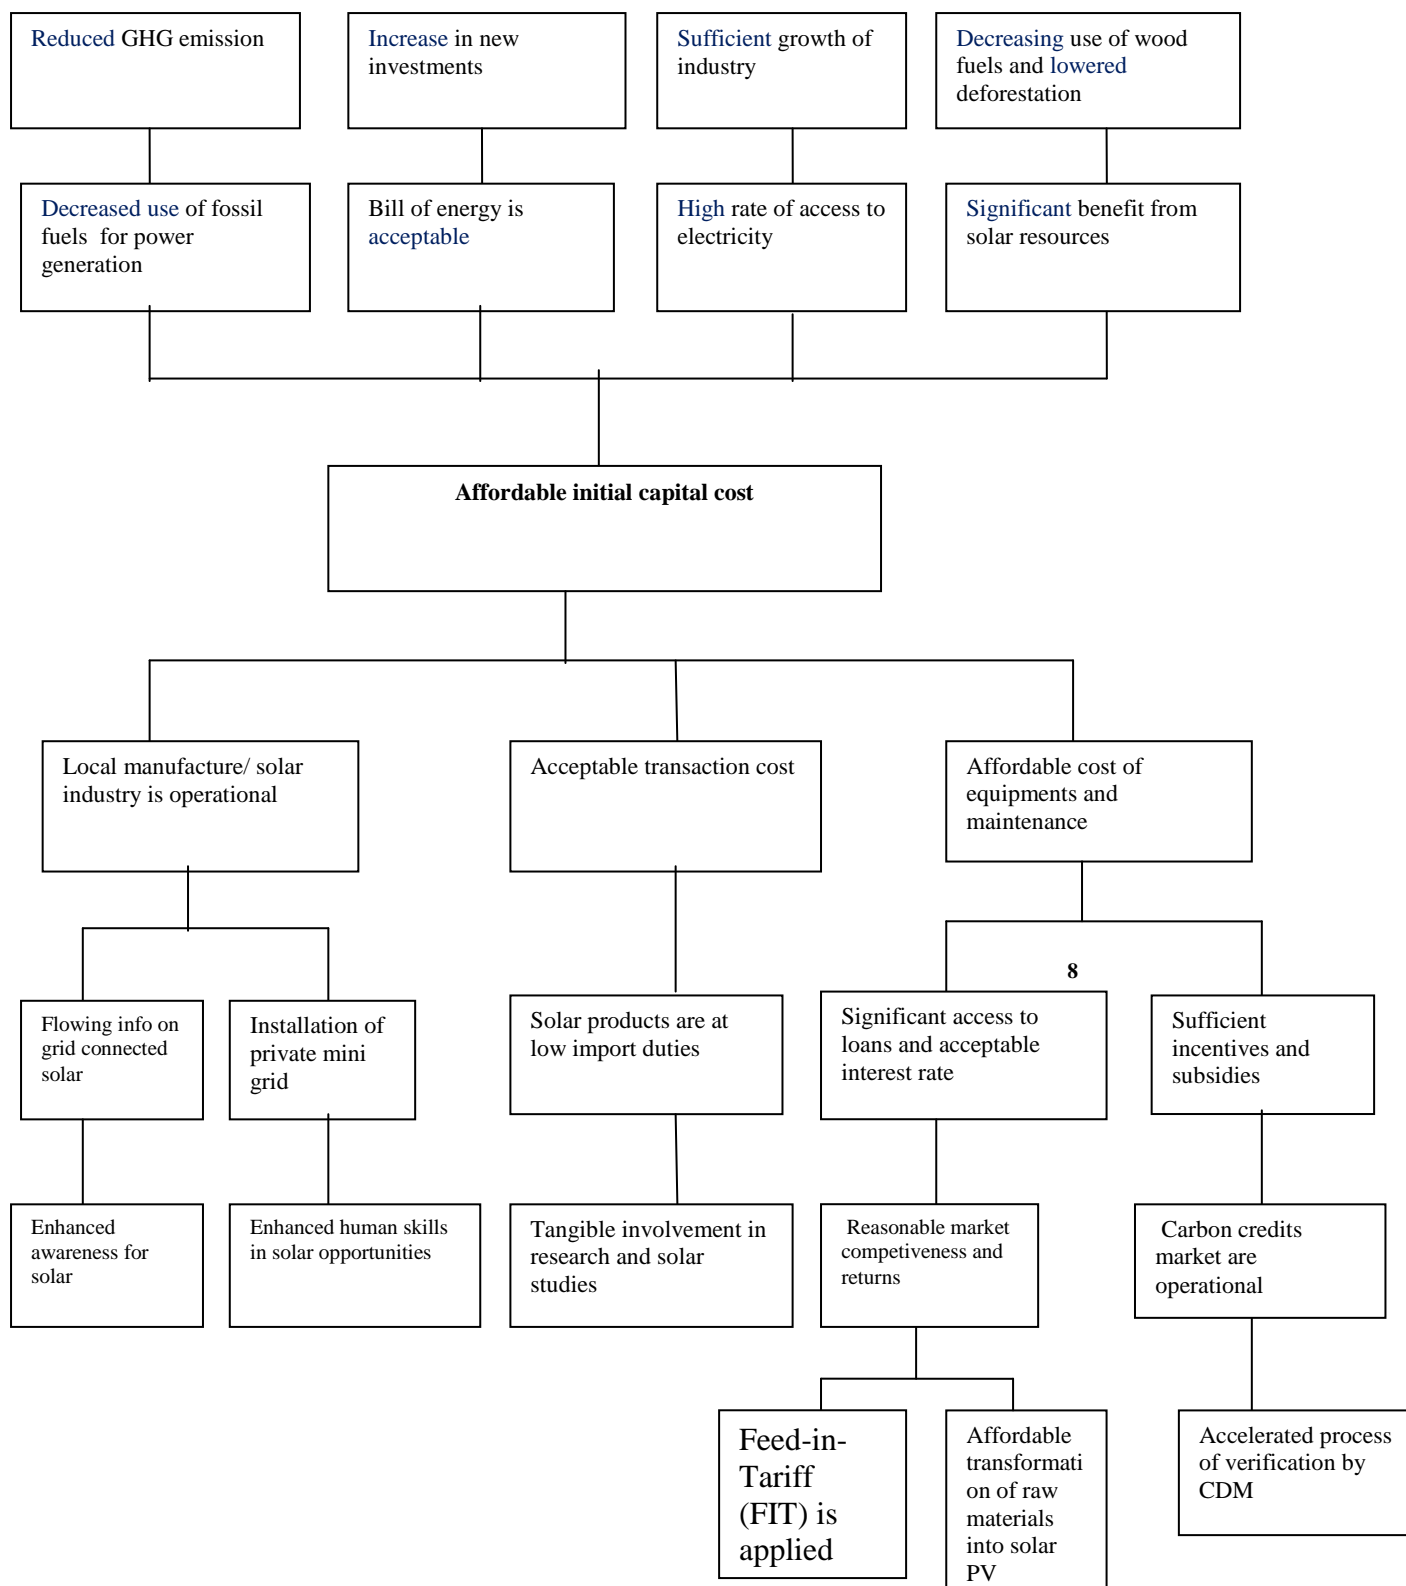 Reduced GHG emission
Increase in new
investments
Sufficient growth of
industry
Decreasing use of wood
fuels and lowered
deforestation
Decreased use of fossil
fuels for power
generation
Bill of energy is
acceptable
High rate of access to
electricity
Significant benefit from
solar resources
Affordable initial capital cost
Local manufacture/ solar
industry is operational
Acceptable transaction cost
Affordable cost of
equipments and
maintenance
8
Flowing info on
grid connected
solar
Installation of
private mini
grid
Solar products are at
low import duties
Significant access to
loans and acceptable
interest rate
Sufficient
incentives and
subsidies
Enhanced
awareness for
solar
Enhanced human skills
in solar opportunities
Tangible involvement in
research and solar
studies
Reasonable market
competiveness and
returns
Carbon credits
market are
operational
Feed-in-
Tariff
(FIT) is
applied
Affordable
transformati
on of raw
materials
into solar
PV
Accelerated process
of verification by
CDM